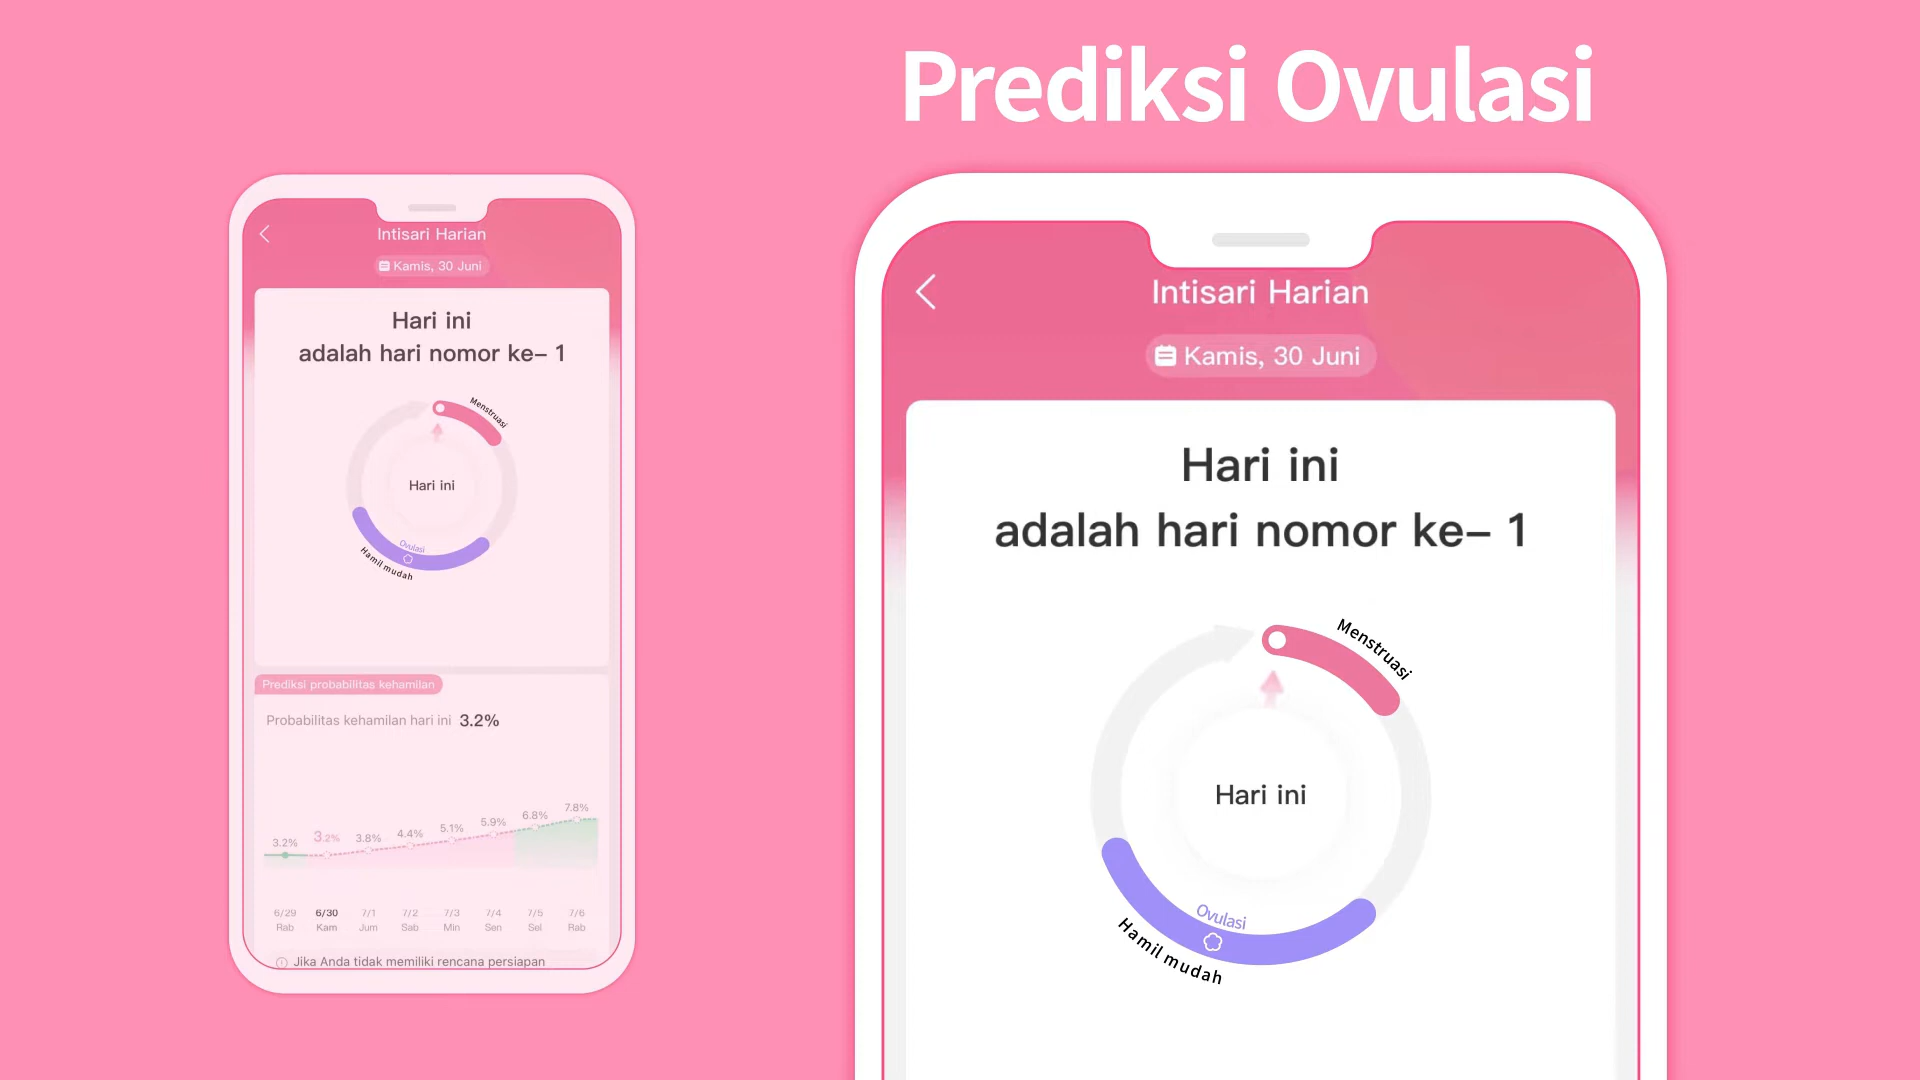 Prediksi Ovulasi
Intisari Harian
Kamis, 30 Juni
Hari ini
adalah hari nomor ke– 1
Menstruasi
Hari ini
Ovulasi
Hamil mudah
Prediksi probabilitas kehamilan
Probabilitas kehamilan hari ini 3.2%
3.2% 3.2% 3.8% 4.4% 5.1% 5.9% 6.8% 7.8%
6/29 6/30 7/1 7/2 7/3 7/4 7/5 7/6
Rab Kam Jum Sab Min Sen Sel Rab
Jika Anda tidak memiliki rencana persiapan
Intisari Harian
Kamis, 30 Juni
Hari ini
adalah hari nomor ke– 1
Menstruasi
Hari ini
Ovulasi
Hamil mudah